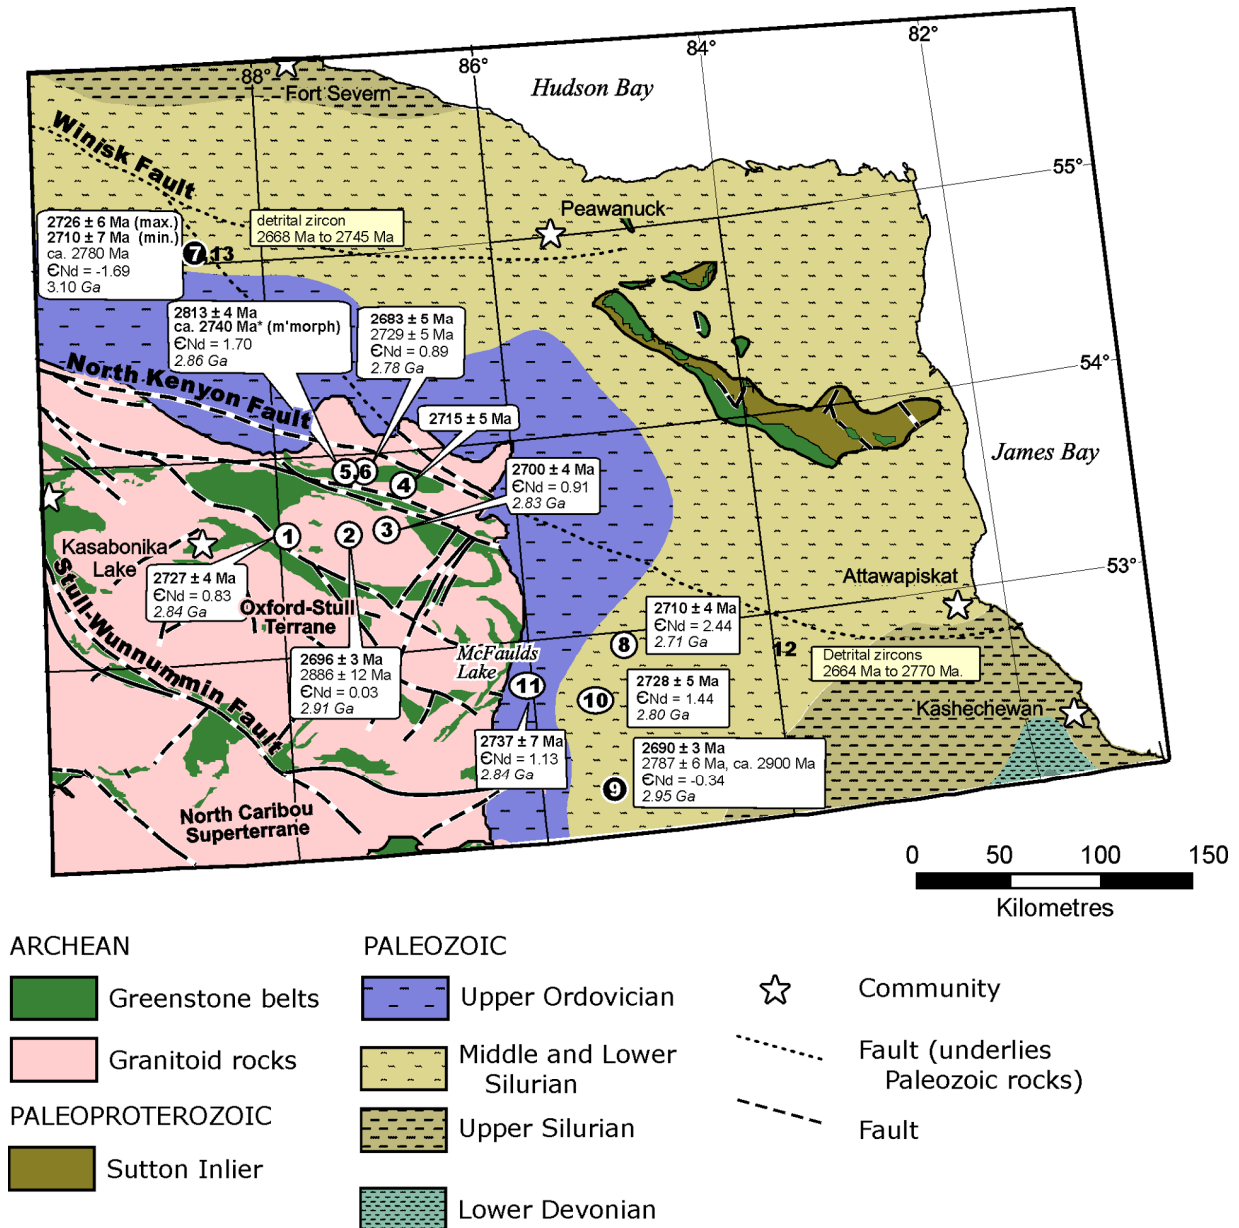 82°
84°
86°
88°
Hudson Bay
Fort Severn
Winisk Fault
55°
Peawanuck
detrital zircon
2668 Ma to 2745 Ma
2726 ± 6 Ma (max.)
2710 ± 7 Ma (min.)
ca. 2780 Ma
ЄNd = -1.69
3.10 Ga
7,13
2813 ± 4 Ma
ca. 2740 Ma* (m'morph)
ЄNd = 1.70
2.86 Ga
2683 ± 5 Ma
2729 ± 5 Ma
ЄNd = 0.89
2.78 Ga
54°
North Kenyon Fault
2715 ± 5 Ma
James Bay
2700 ± 4 Ma
ЄNd = 0.91
2.83 Ga
5,6
4
3
2
1
Kasabonika
Lake
53°
Attawapiskat
2727 ± 4 Ma
ЄNd = 0.83
2.84 Ga
Oxford-Stull
Terrane
Stull-Wunnummin Fault
2710 ± 4 Ma
ЄNd = 2.44
2.71 Ga
8
12
Detrital zircons
2664 Ma to 2770 Ma.
McFaulds
Lake
2696 ± 3 Ma
2886 ± 12 Ma
ЄNd = 0.03
2.91 Ga
11
10
2728 ± 5 Ma
ЄNd = 1.44
2.80 Ga
Kashechewan
2737 ± 7 Ma
ЄNd = 1.13
2.84 Ga
2690 ± 3 Ma
2787 ± 6 Ma, ca. 2900 Ma
ЄNd = -0.34
2.95 Ga
9
North Caribou
Superterrane
0 50 100 150
Kilometres
ARCHEAN
Greenstone belts
Granitoid rocks
PALEOPROTEROZOIC
Sutton Inlier
PALEOZOIC
Upper Ordovician
Middle and Lower
Silurian
Upper Silurian
Lower Devonian
Community
Fault (underlies
Paleozoic rocks)
Fault